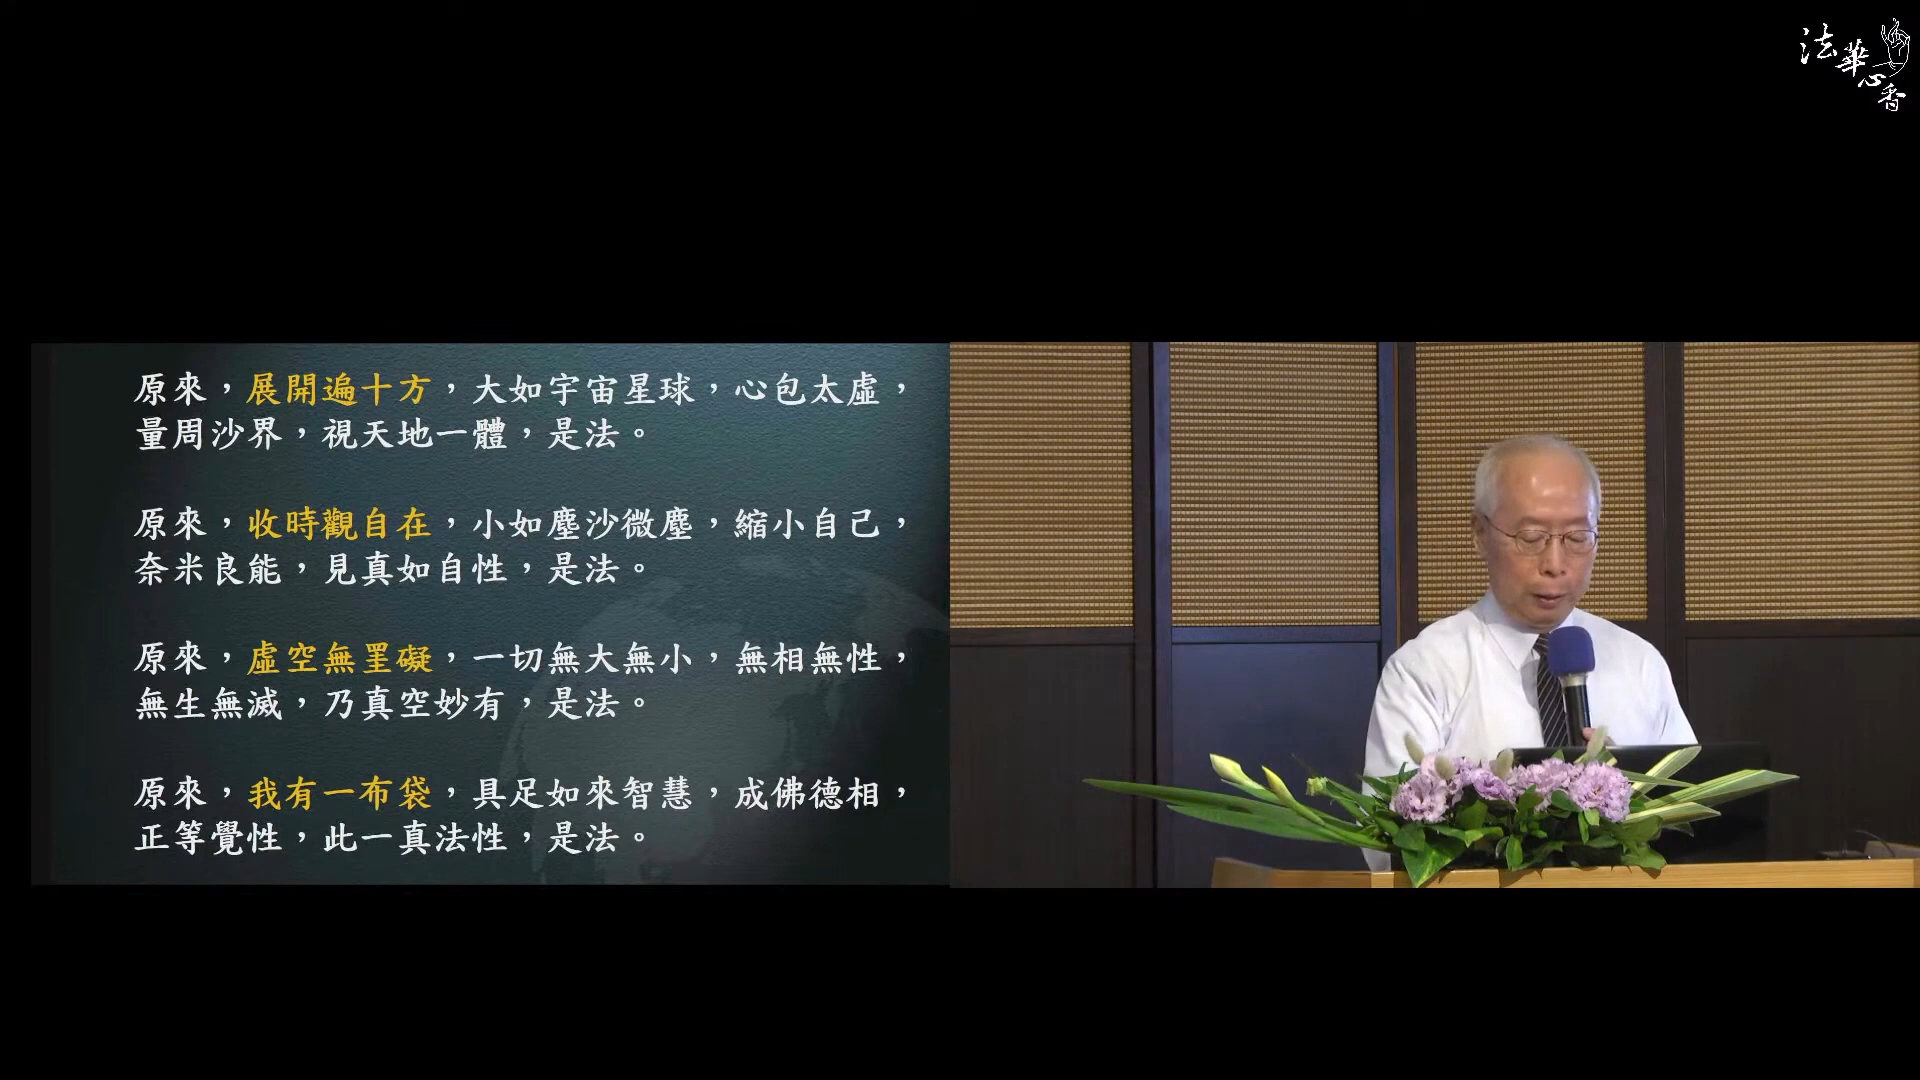 法華心香
原來，展開遍十方，大如宇宙星球，心包太虛，
量周沙界，視天地一體，是法。
原來，收時觀自在，小如塵沙微塵，縮小自己，
奈米良能，見真如自性，是法。
原來，虛空無罣礙，一切無大無小，無相無性，
無生無滅，乃真空妙有，是法。
原來，我有一布袋，具足如來智慧，成佛德相，
正等覺性，此一真法性，是法。